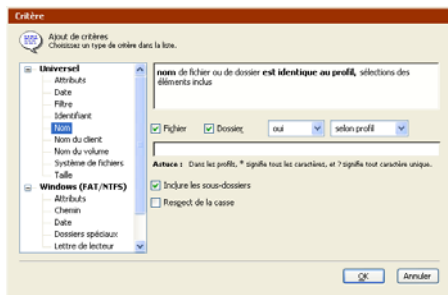 Critère
Ajout de critères
Choisissez un type de critère dans la liste.
Universel
Attributs
Date
Filtre
Identifiant
Nom
Nom du client
Nom du volume
Système de fichiers
Taille
Windows (FAT/NTFS)
Attributs
Chemin
Date
Dossiers spéciaux
Lettre de lecteur
nom de fichier ou de dossier est identique au profil, sélections des
éléments inclus
Fichier Dossier oui selon profil
Astuce : Dans les profils, * signifie tous les caractères, et ? signifie tout caractère unique.
Inclure les sous-dossiers
Respect de la casse
OK Annuler